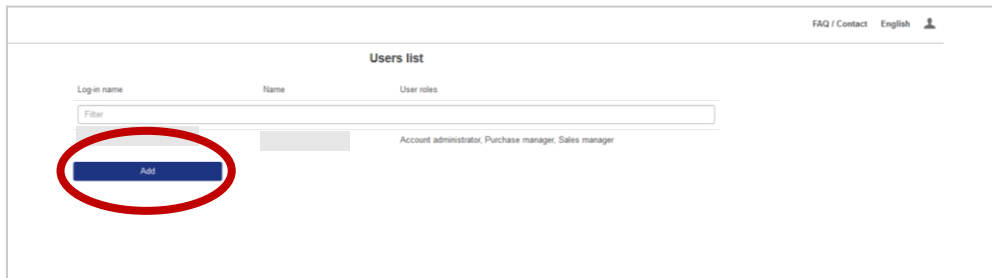 FAQ / Contact English
Users list
Log-in name Name User roles
Filter
Account administrator, Purchase manager, Sales manager
Add